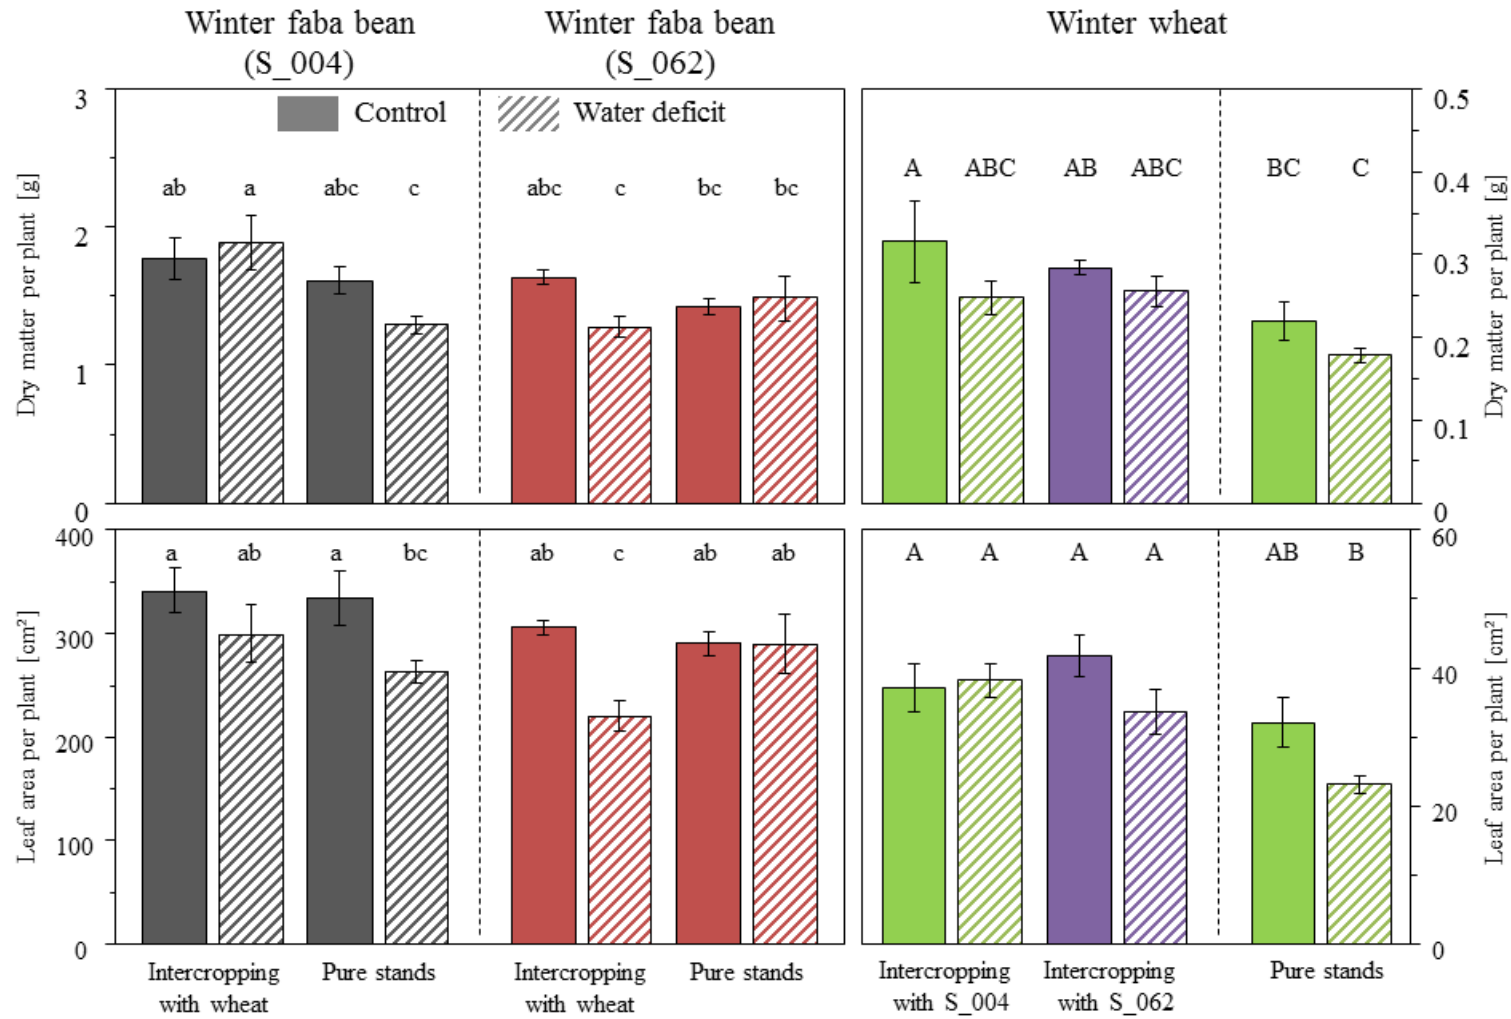 Winter faba bean
(S_004)
Winter faba bean
(S_062)
Winter wheat
Control
Water deficit
Dry matter per plant [g]
3
2
1
0
ab a abc c
abc c bc bc
A ABC AB ABC BC C
0.5
0.4
0.3
0.2
0.1
0
Dry matter per plant [g]
Leaf area per plant [cm²]
400
300
200
100
0
a ab a bc
ab c ab ab
A A A A AB B
60
40
20
0
Leaf area per plant [cm²]
Intercropping
with wheat
Pure stands
Intercropping
with wheat
Pure stands
Intercropping
with S_004
Intercropping
with S_062
Pure stands